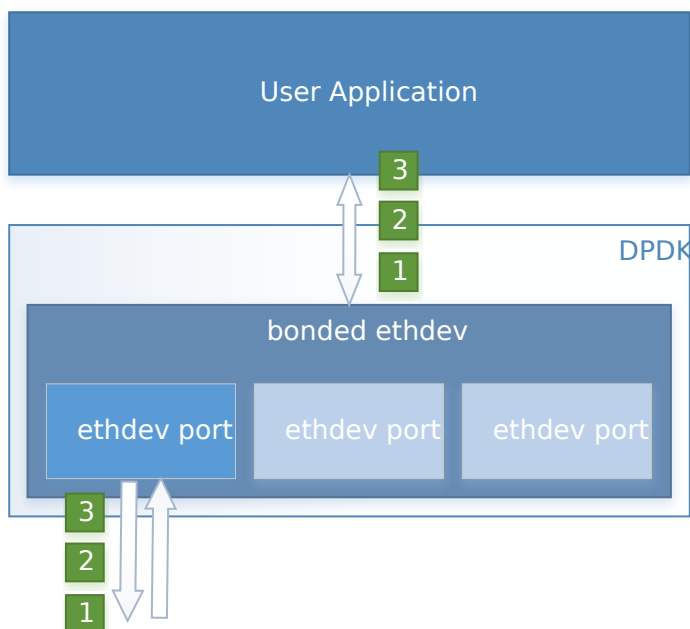 User Application
3
2
DPDK
1
bonded ethdev
ethdev port
ethdev port
ethdev port
3
2
1